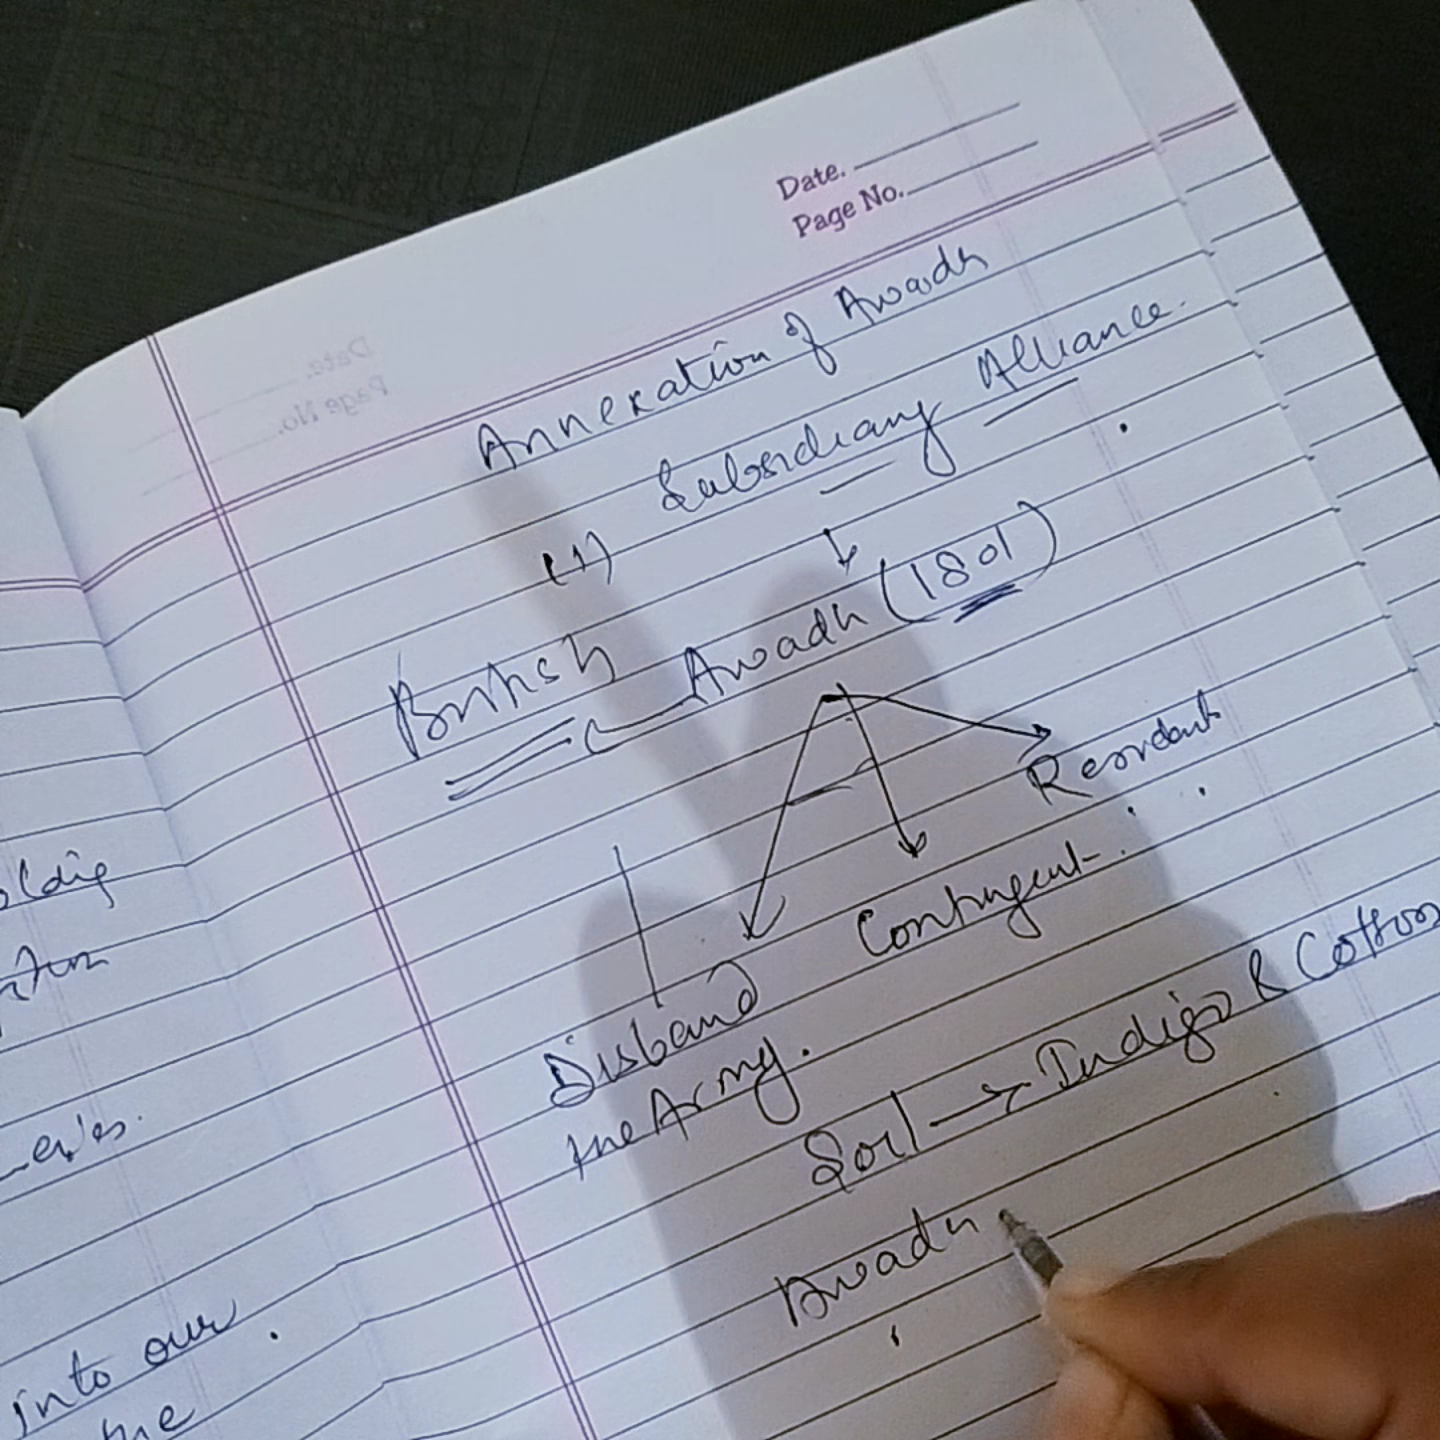 Date.
Page No.
Annexation of Awadh
(1) Subsidiary Alliance.
British Awadh (1801)
Resident
Contingent
Disband
the Army.
Soil → Indigo & Cotton
Awadh
into our
the